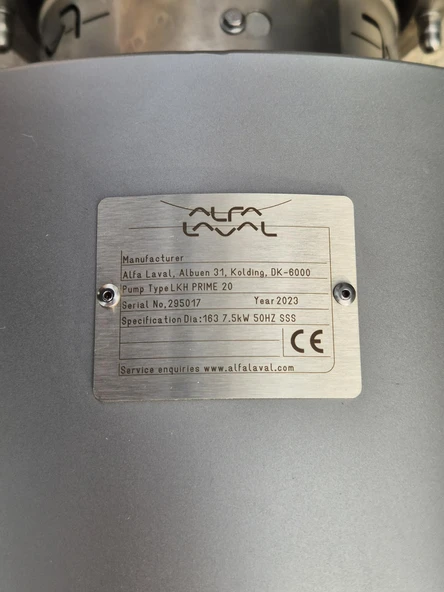 ALFA
LAVAL
Manufacturer
Alfa Laval, Albuen 31, Kolding, DK-6000
Pump Type LKH PRIME 20
Serial No. 295017 Year 2023
Specification Dia:163 7.5kW 50HZ SSS
CE
Service enquiries www.alfalaval.com